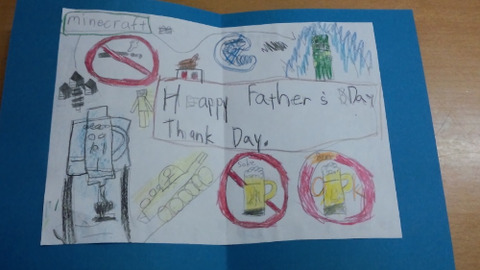 minecraft
Happy Father's Day
Thank Day.